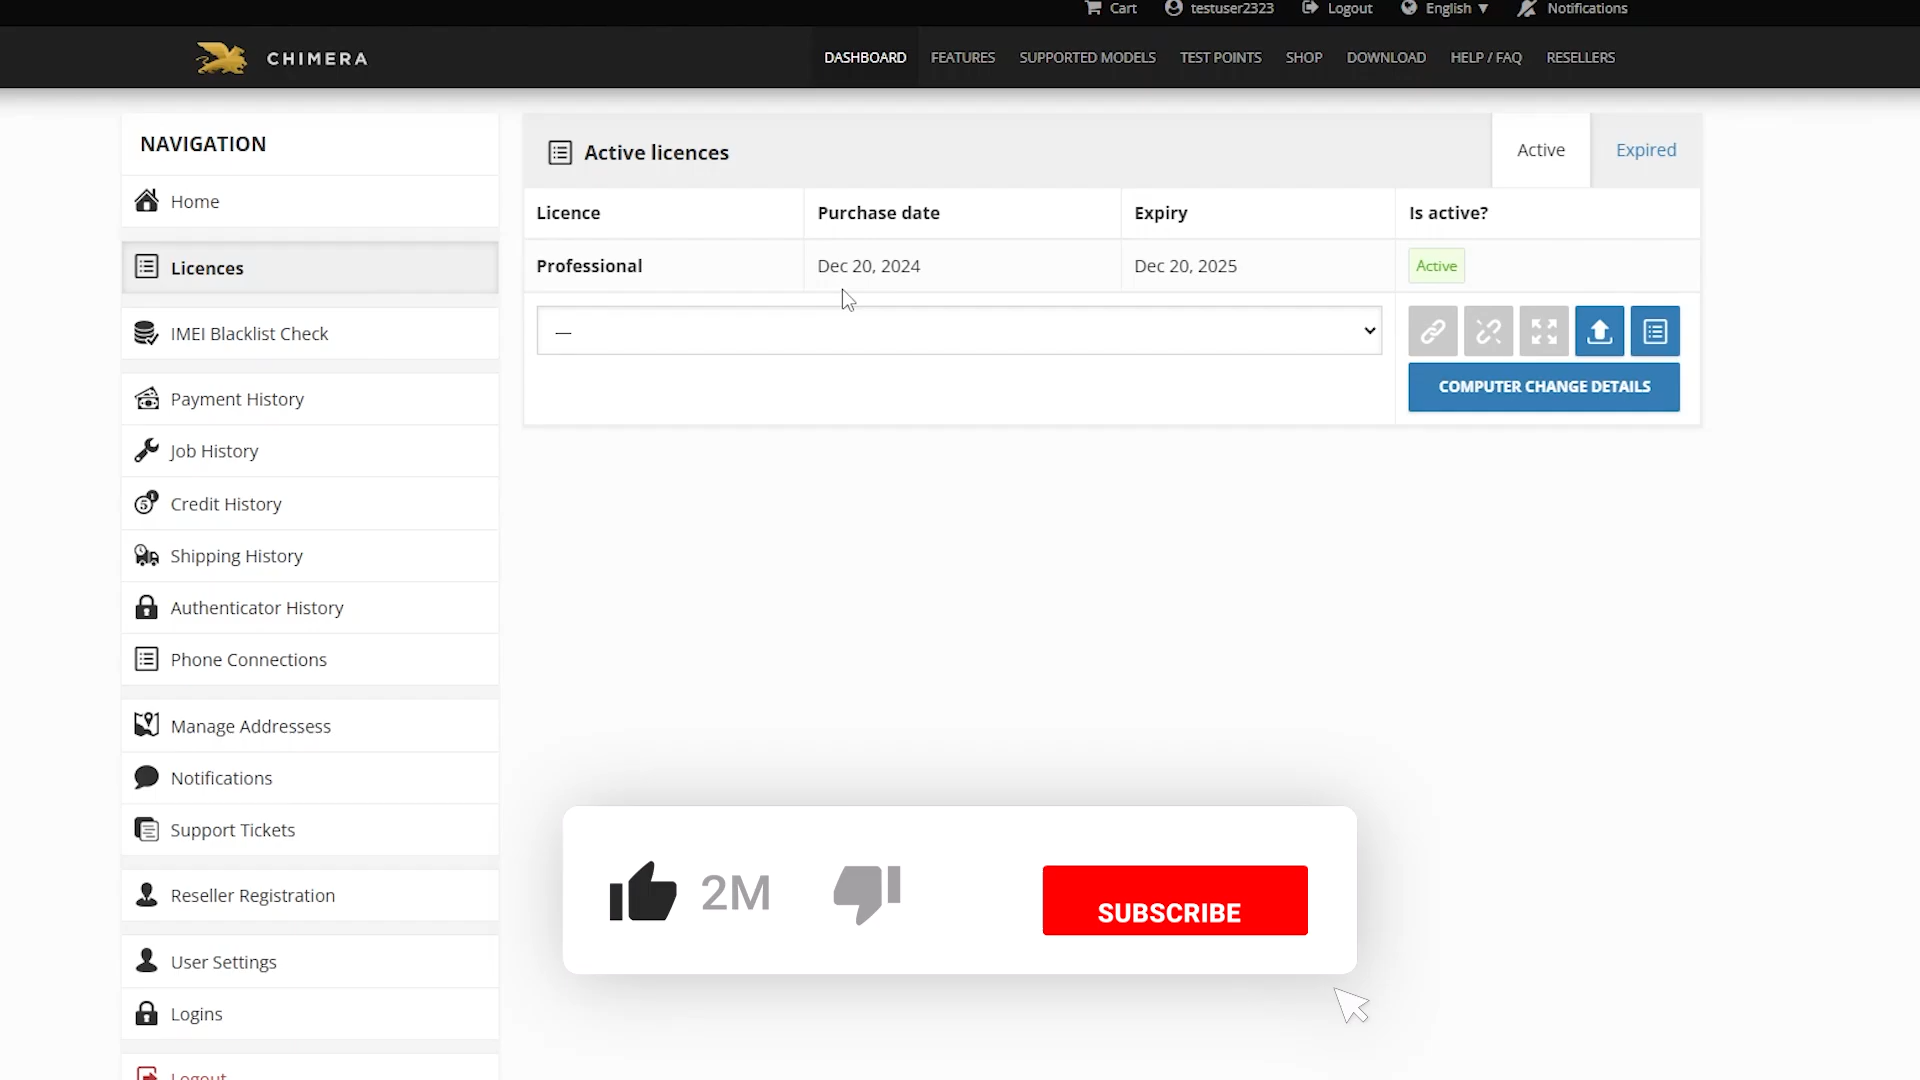 Cart testuser2323 Logout English ▼ Notifications
CHIMERA DASHBOARD FEATURES SUPPORTED MODELS TEST POINTS SHOP DOWNLOAD HELP / FAQ RESELLERS
NAVIGATION
Home
Licences
IMEI Blacklist Check
Payment History
Job History
Credit History
Shipping History
Authenticator History
Phone Connections
Manage Addressess
Notifications
Support Tickets
Reseller Registration
User Settings
Logins
Logout
Active licences Active Expired
Licence Purchase date Expiry Is active?
Professional Dec 20, 2024 Dec 20, 2025 Active
—
COMPUTER CHANGE DETAILS
2M SUBSCRIBE